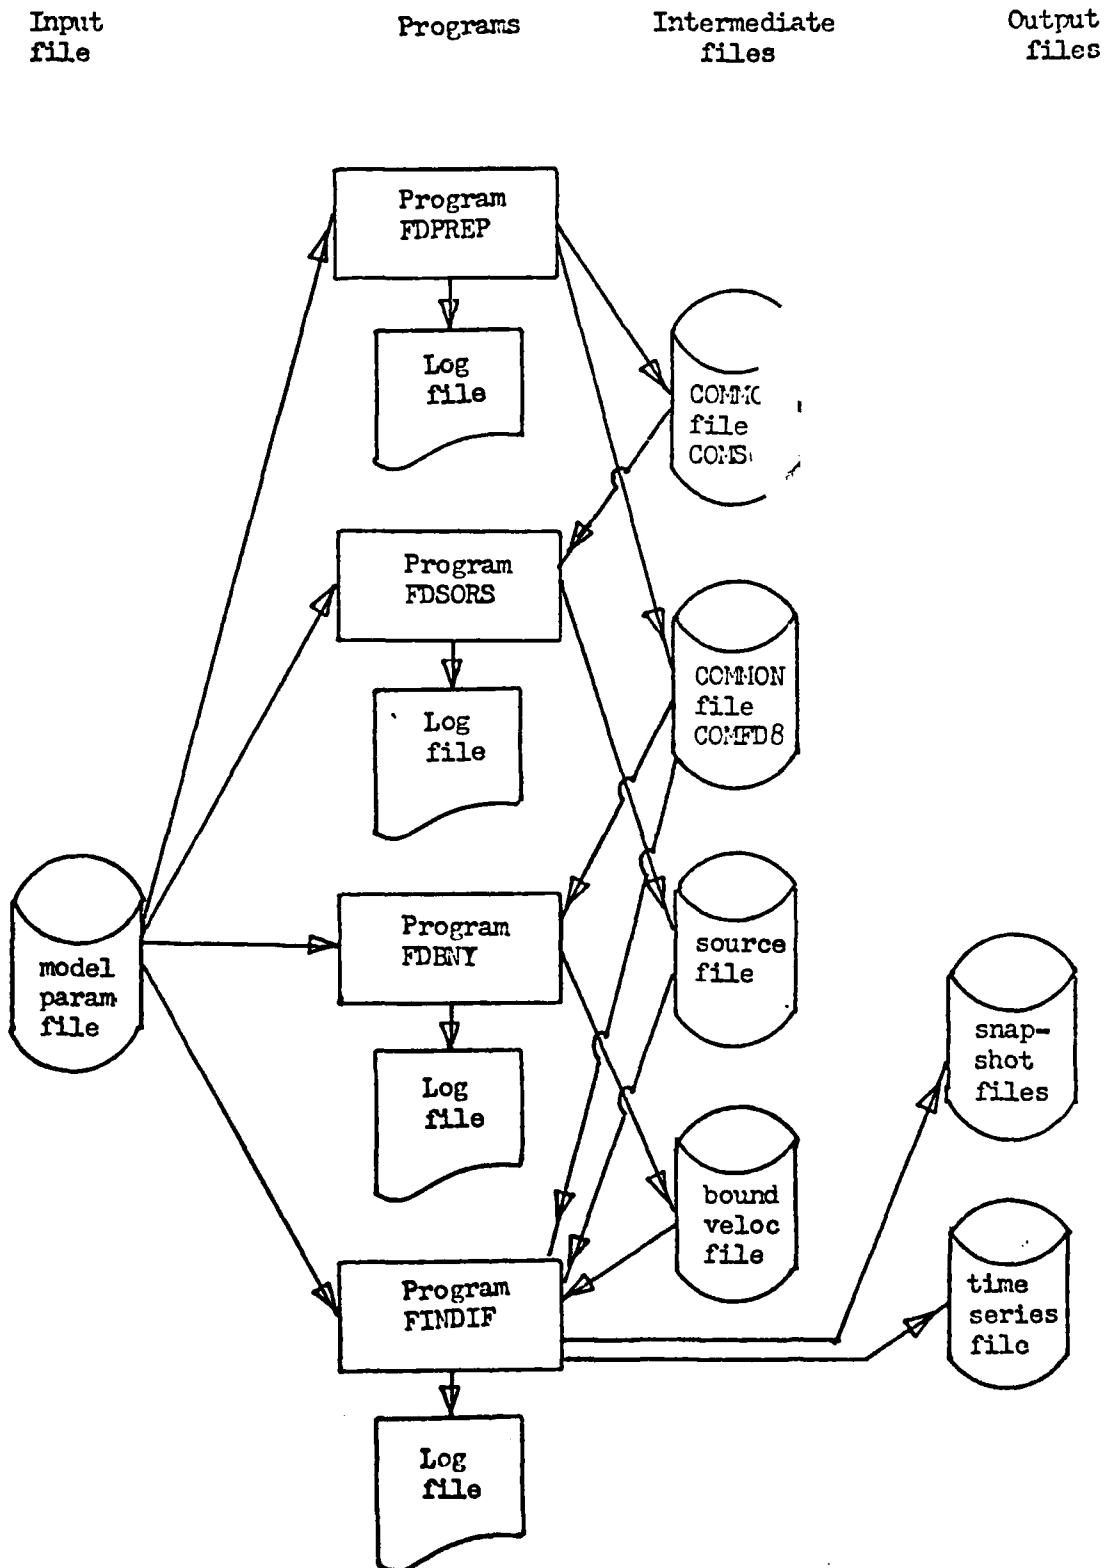 Input
file
Programs
Intermediate
files
Output
files
Program
FDPREP
Log
file
file
Program
FDSORS
Log
file
COMMON
file
COMFD8
Program
FDBNY
source
file
model
param
file
snap-
shot
files
Log
file
bound
veloc
file
Program
FINDIF
time
series
file
Log
file